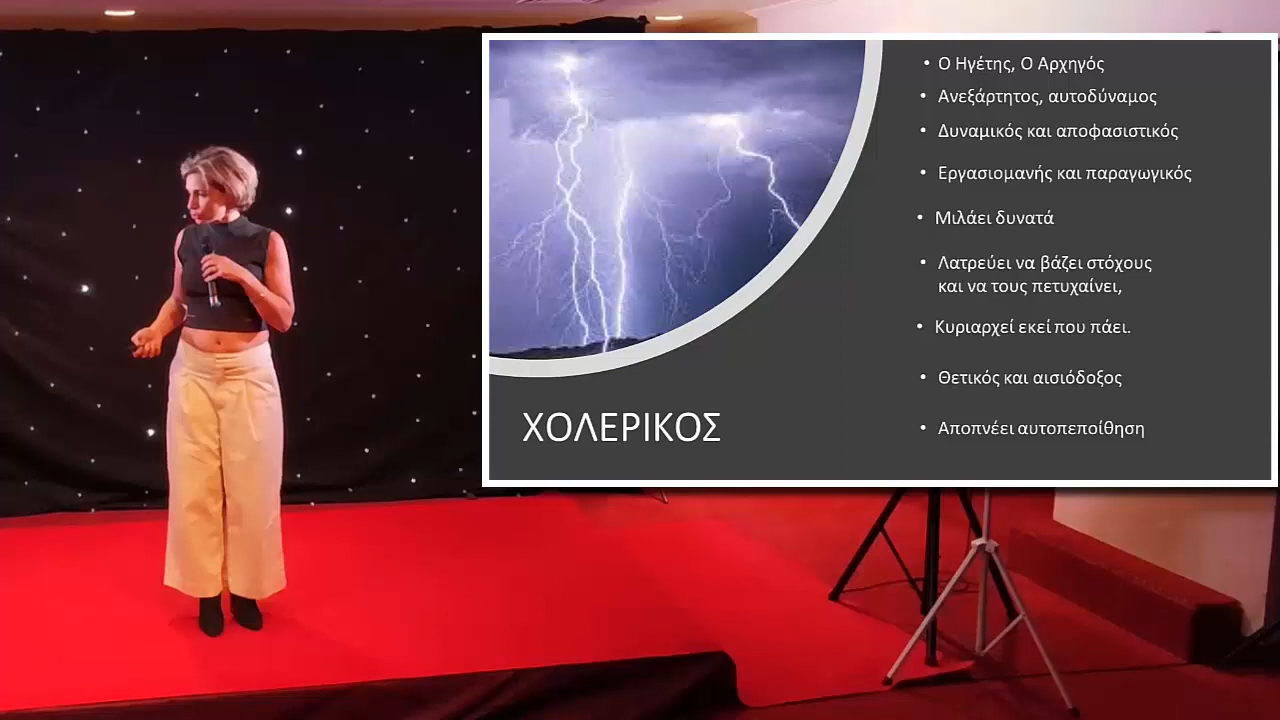 • Ο Ηγέτης, Ο Αρχηγός
• Ανεξάρτητος, αυτοδύναμος
• Δυναμικός και αποφασιστικός
• Εργασιομανής και παραγωγικός
• Μιλάει δυνατά
• Λατρεύει να βάζει στόχους
και να τους πετυχαίνει,
• Κυριαρχεί εκεί που πάει.
• Θετικός και αισιόδοξος
• Αποπνέει αυτοπεποίθηση
ΧΟΛΕΡΙΚΟΣ